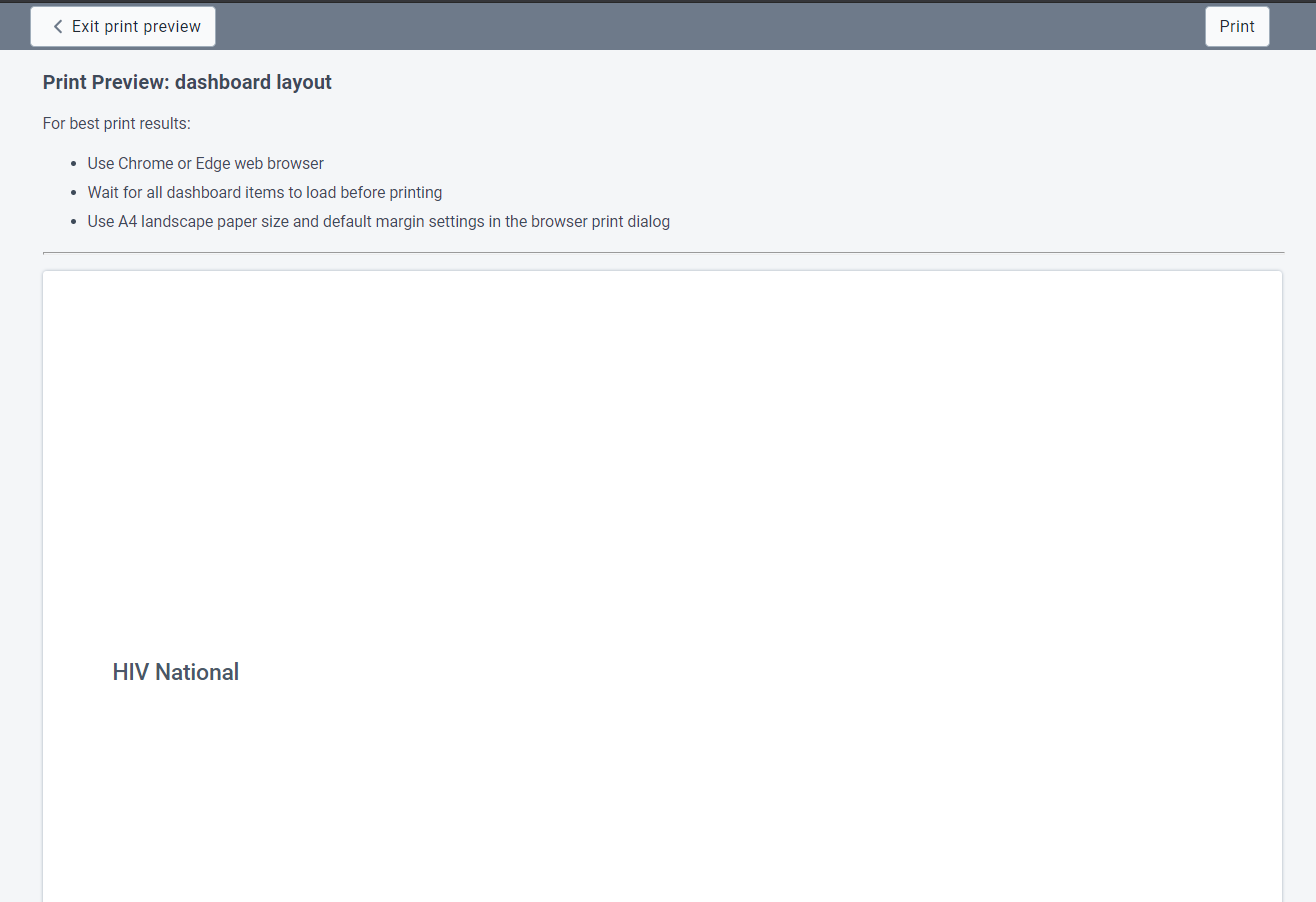 Exit print preview
Print
Print Preview: dashboard layout
For best print results:
Use Chrome or Edge web browser
Wait for all dashboard items to load before printing
Use A4 landscape paper size and default margin settings in the browser print dialog
HIV National